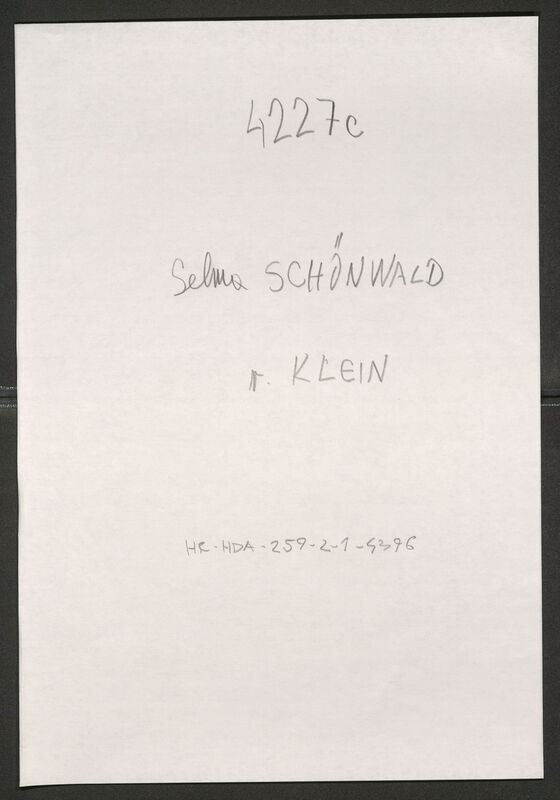 4227c
Selma SCHÖNWALD
r. KLEIN
HR-HDA-259-2-1-4396